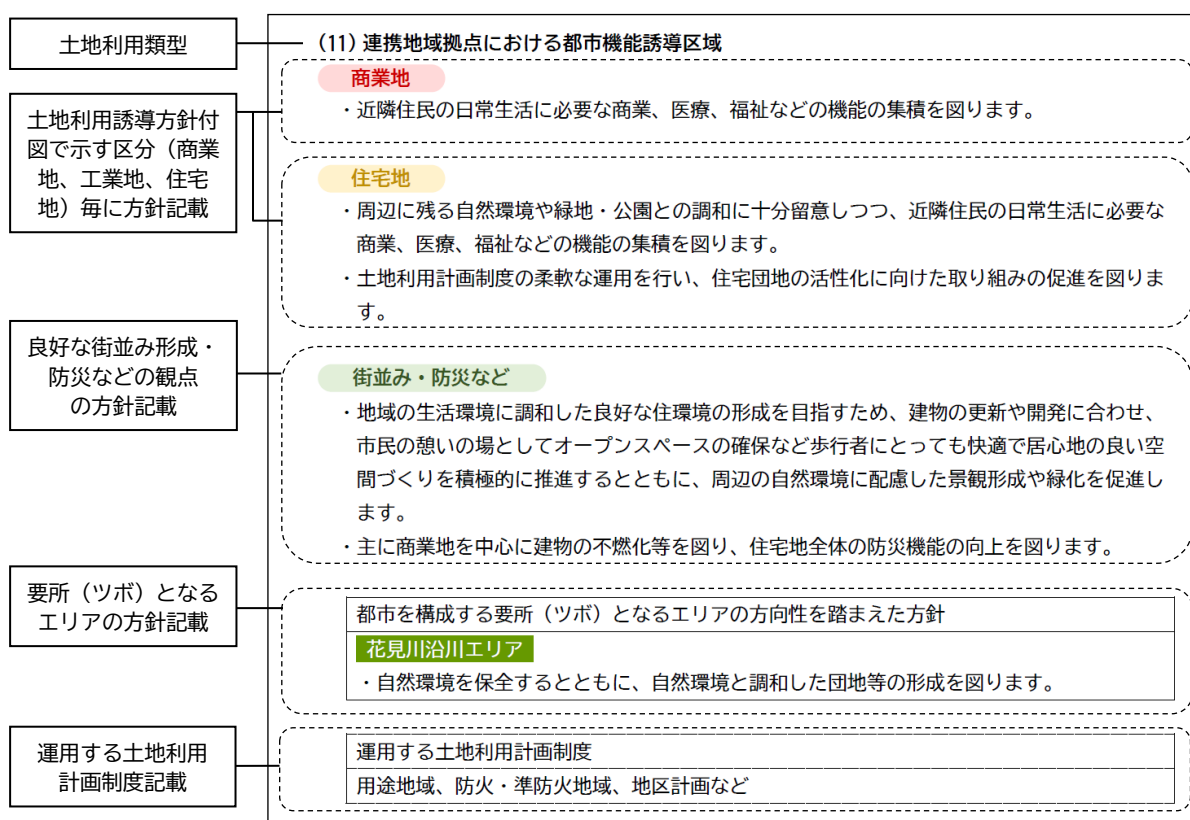 土地利用類型
(11) 連携地域拠点における都市機能誘導区域
商業地
・近隣住民の日常生活に必要な商業、医療、福祉などの機能の集積を図ります。
土地利用誘導方針付
図で示す区分（商業
地、工業地、住宅
地）毎に方針記載
住宅地
・周辺に残る自然環境や緑地・公園との調和に十分留意しつつ、近隣住民の日常生活に必要な
商業、医療、福祉などの機能の集積を図ります。
・土地利用計画制度の柔軟な運用を行い、住宅団地の活性化に向けた取り組みの促進を図りま
す。
良好な街並み形成・
防災などの観点
の方針記載
街並み・防災など
・地域の生活環境に調和した良好な住環境の形成を目指すため、建物の更新や開発に合わせ、
市民の憩いの場としてオープンスペースの確保など歩行者にとっても快適で居心地の良い空
間づくりを積極的に推進するとともに、周辺の自然環境に配慮した景観形成や緑化を促進し
ます。
・主に商業地を中心に建物の不燃化等を図り、住宅地全体の防災機能の向上を図ります。
要所（ツボ）となる
エリアの方針記載
都市を構成する要所（ツボ）となるエリアの方向性を踏まえた方針
花見川沿川エリア
・自然環境を保全するとともに、自然環境と調和した団地等の形成を図ります。
運用する土地利用
計画制度記載
運用する土地利用計画制度
用途地域、防火・準防火地域、地区計画など